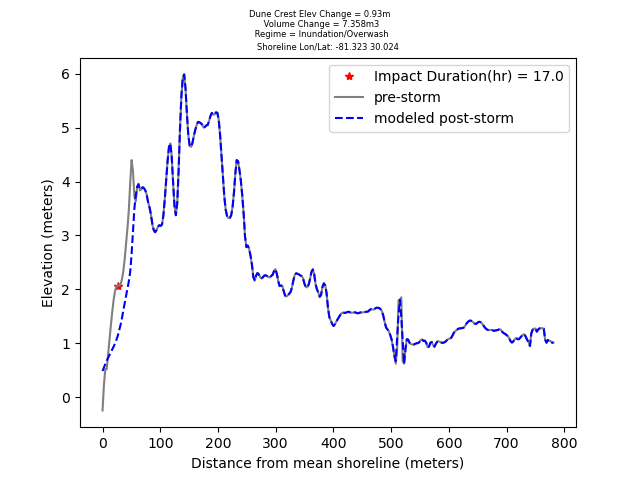 Dune Crest Elev Change = 0.93m
Volume Change = 7.358m3
Regime = Inundation/Overwash
Shoreline Lon/Lat: -81.323 30.024
Impact Duration(hr) = 17.0
pre-storm
modeled post-storm
Elevation (meters)
6
5
4
3
2
1
0
0 100 200 300 400 500 600 700 800
Distance from mean shoreline (meters)